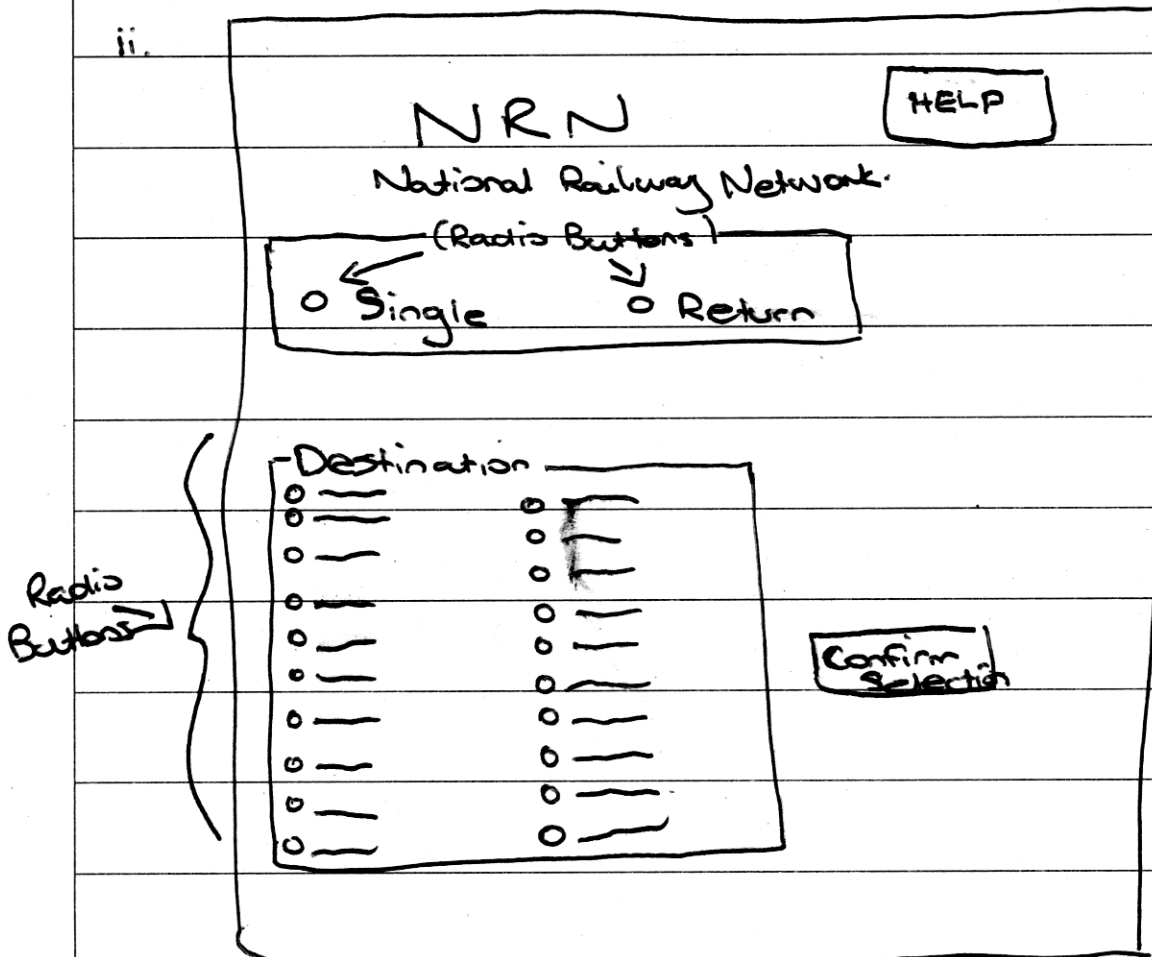 ii.
HELP
NRN
National Railway Network.
(Radio Buttons)
Single
Return
Destination
Radio
Buttons
Confirm
Selection